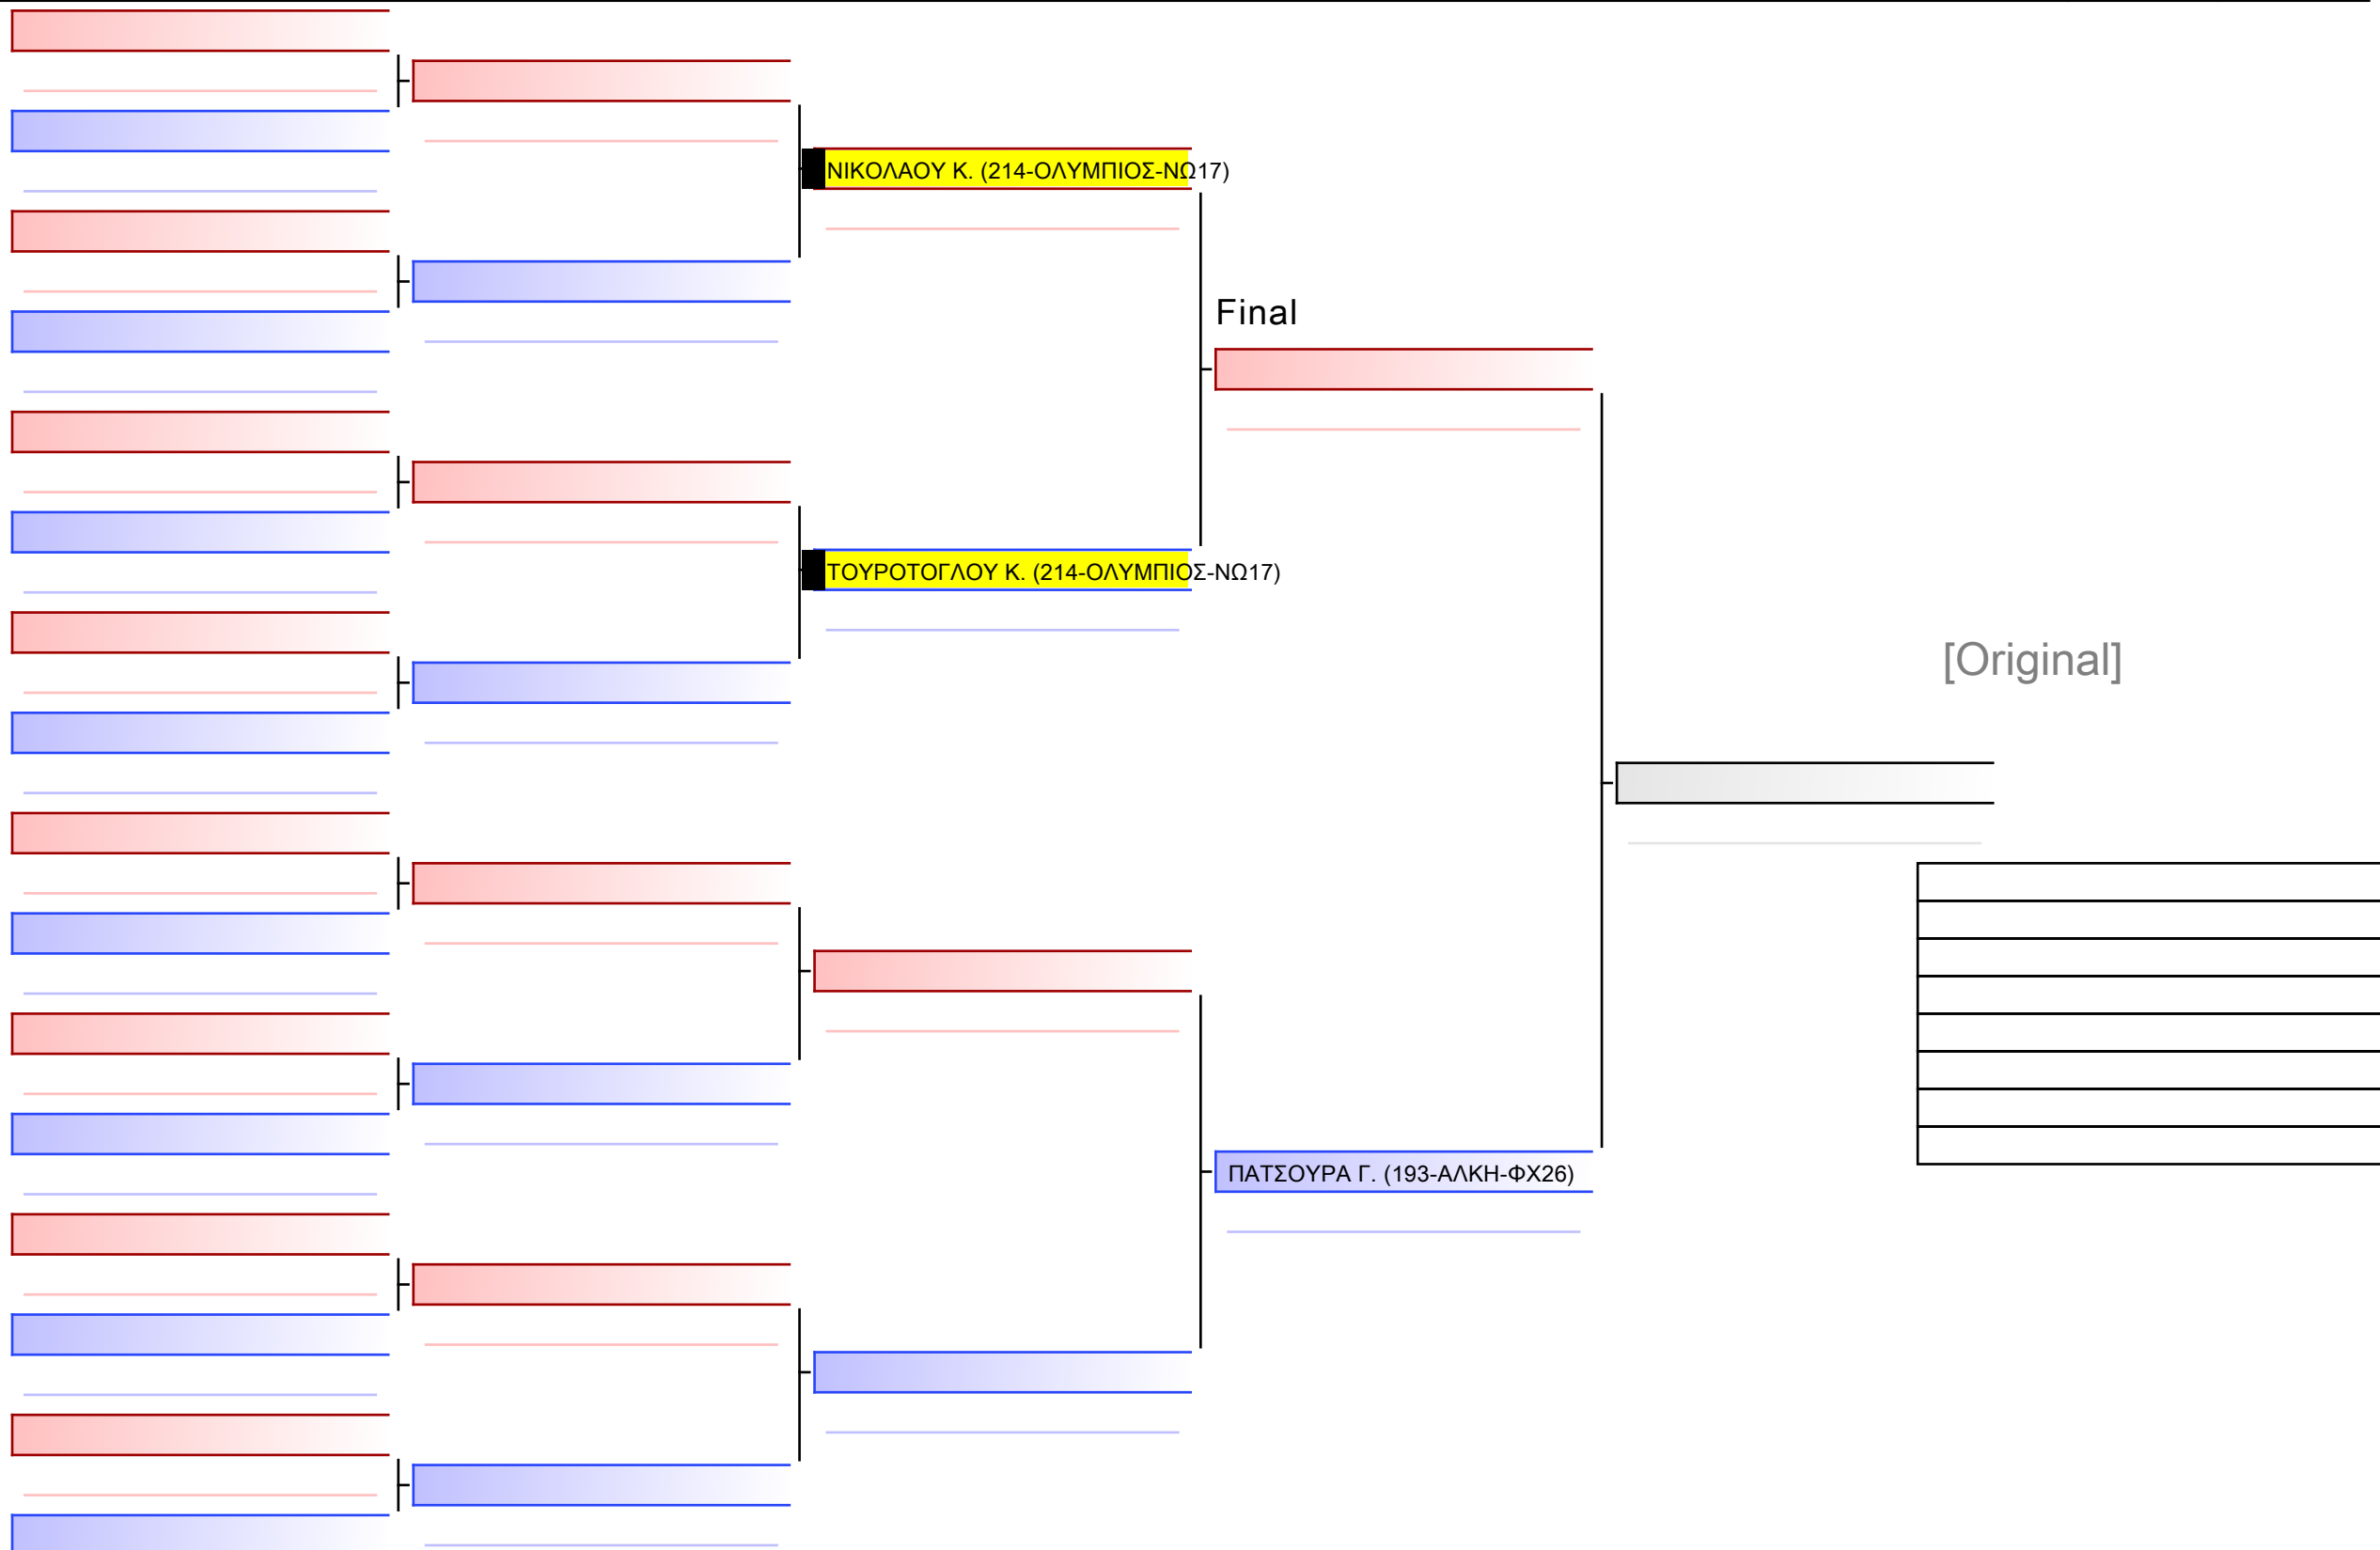 ΝΙΚΟΛΑΟΥ Κ. (214-ΟΛΥΜΠΙΟΣ-ΝΩ17)
Final
ΤΟΥΡΟΤΟΓΛΟΥ Κ. (214-ΟΛΥΜΠΙΟΣ-ΝΩ17)
[Original]
ΠΑΤΣΟΥΡΑ Γ. (193-ΑΛΚΗ-ΦΧ26)